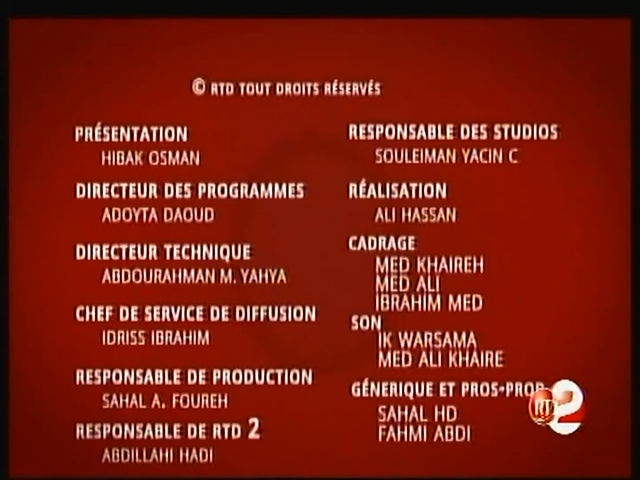 © RTD TOUT DROITS RÉSERVÉS
PRÉSENTATION
HIBAK OSMAN
DIRECTEUR DES PROGRAMMES
ADOYTA DAOUD
DIRECTEUR TECHNIQUE
ABDOURAHMAN M. YAHYA
CHEF DE SERVICE DE DIFFUSION
IDRISS IBRAHIM
RESPONSABLE DE PRODUCTION
SAHAL A. FOUREH
RESPONSABLE DE RTD 2
ABDILLAHI HADI
RESPONSABLE DES STUDIOS
SOULEIMAN YACIN C
RÉALISATION
ALI HASSAN
CADRAGE
MED KHAIREH
MED ALI
IBRAHIM MED
SON
IK WARSAMA
MED ALI KHAIRE
GÉNERIQUE ET PROS-PROD
SAHAL HD
FAHMI ABDI
2